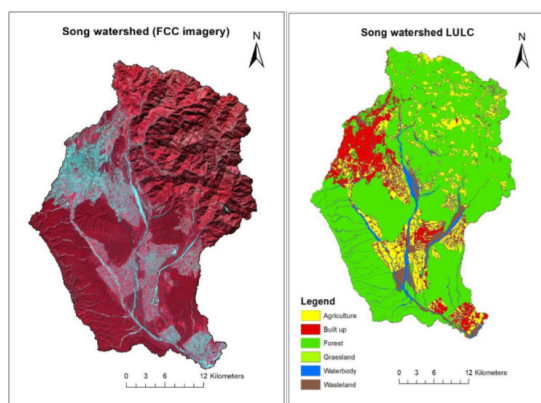 Song watershed (FCC imagery)
N
0 3 6 12 Kilometers
Song watershed LULC
N
Legend
Agriculture
Built up
Forest
Grassland
Waterbody
Wasteland
0 3 6 12 Kilometers